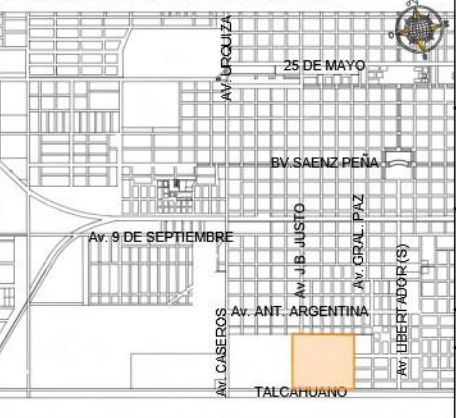 AV. URQUIZA
25 DE MAYO
BV.SAENZ PEÑA
Av. J.B. JUSTO
Av. GRAL. PAZ
Av. 9 DE SEPTIEMBRE
Av. LIBERTADOR (S)
Av. ANT. ARGENTINA
AvI. CASEROS
TALCAHUANO